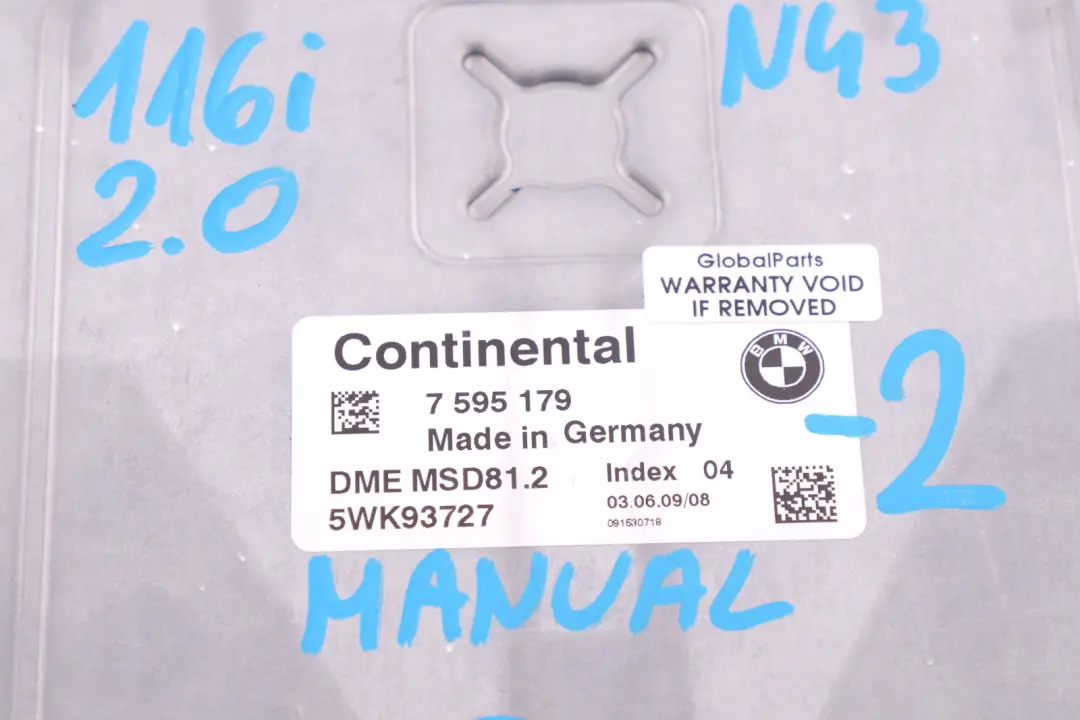 116i
2.0
N43
GlobalParts
WARRANTY VOID
IF REMOVED
Continental
BMW
7 595 179
Made in Germany
DME MSD81.2 Index 04
5WK93727 03.06.09/08
091530718
-2
MANUAL